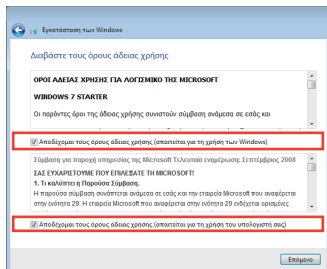 Εγκατάσταση των Windows
Διαβάστε τους όρους άδειας χρήσης
ΟΡΟΙ ΑΔΕΙΑΣ ΧΡΗΣΗΣ ΓΙΑ ΛΟΓΙΣΜΙΚΟ ΤΗΣ MICROSOFT
WINDOWS 7 STARTER
Οι παρόντες όροι της άδειας χρήσης συνιστούν σύμβαση ανάμεσα σε εσάς και
Αποδέχομαι τους όρους άδειας χρήσης (απαιτείται για τη χρήση των Windows)
Σύμβαση για παροχή υπηρεσίας της Microsoft Τελευταία ενημέρωση: Σεπτέμβριος 2008
ΣΑΣ ΕΥΧΑΡΙΣΤΟΥΜΕ ΠΟΥ ΕΠΙΛΕΞΑΤΕ ΤΗ MICROSOFT!
1. Τι καλύπτει η Παρούσα Σύμβαση.
Η παρούσα σύμβαση συνάπτεται ανάμεσα σε εσάς και την εταιρεία Microsoft που αναφέρεται
στην ενότητα 29. Η εταιρεία Microsoft που αναφέρεται στην ενότητα 29 ενδέχεται ορισμένες
Αποδέχομαι τους όρους άδειας χρήσης (απαιτείται για τη χρήση του υπολογιστή σας)
Επόμενο